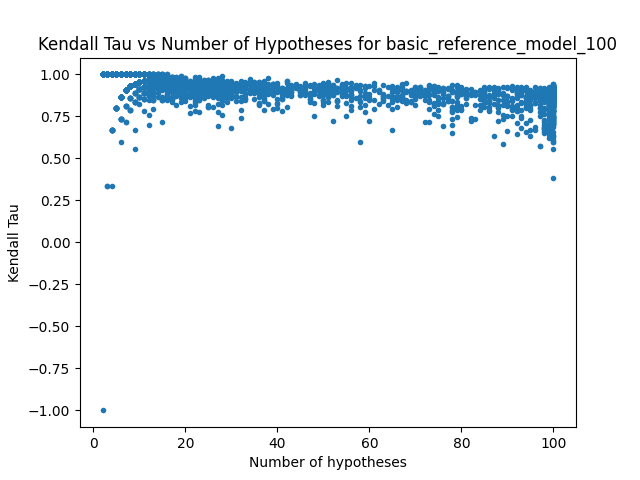 Kendall Tau vs Number of Hypotheses for basic_reference_model_100
1.00
0.75
0.50
0.25
0.00
−0.25
−0.50
−0.75
−1.00
Kendall Tau
0 20 40 60 80 100
Number of hypotheses